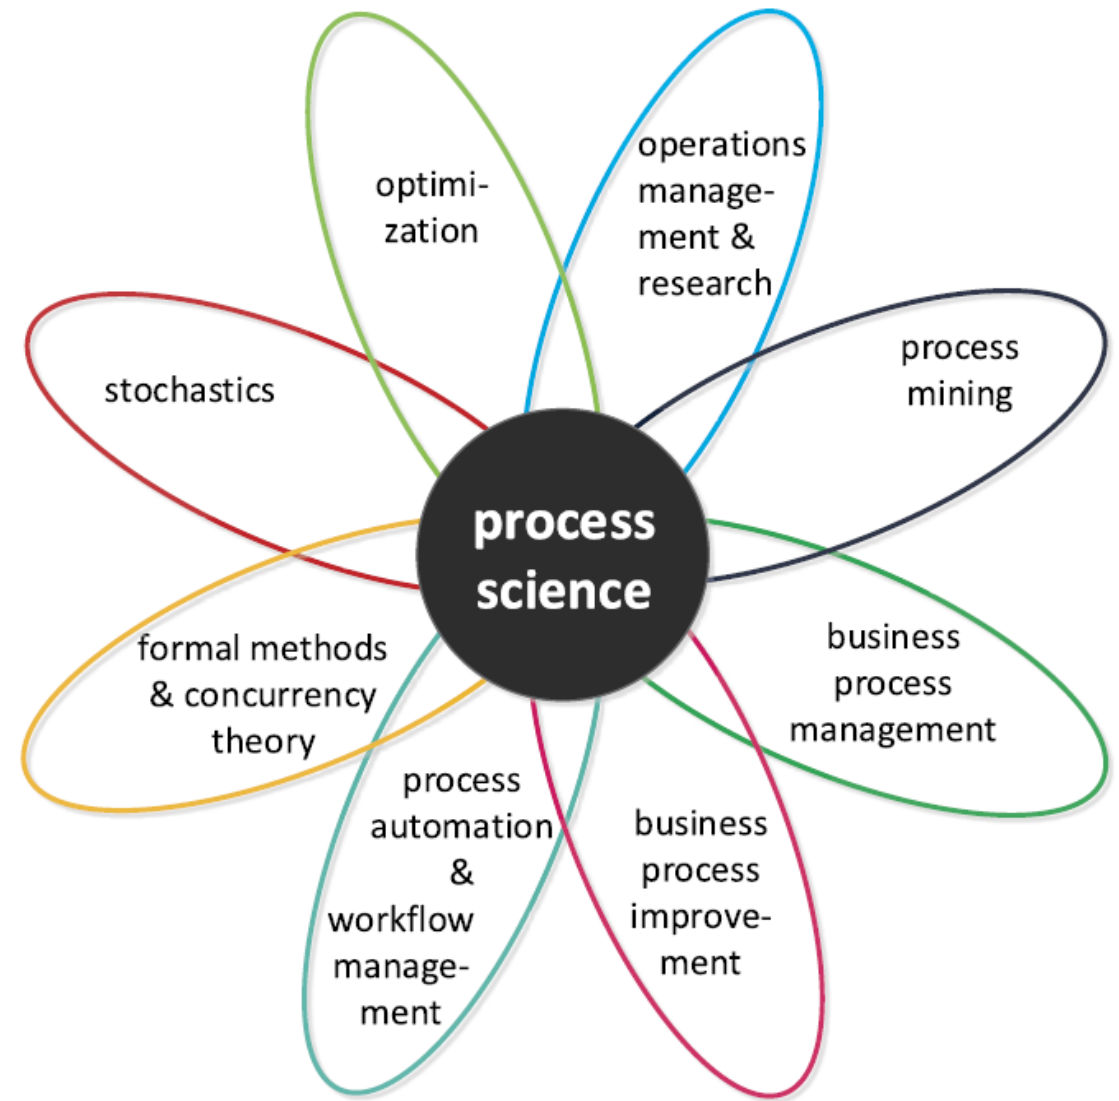 optimi-
zation
operations
manage-
ment &
research
process
mining
stochastics
process
science
formal methods
& concurrency
theory
business
process
management
process
automation
&
workflow
manage-
ment
business
process
improve-
ment